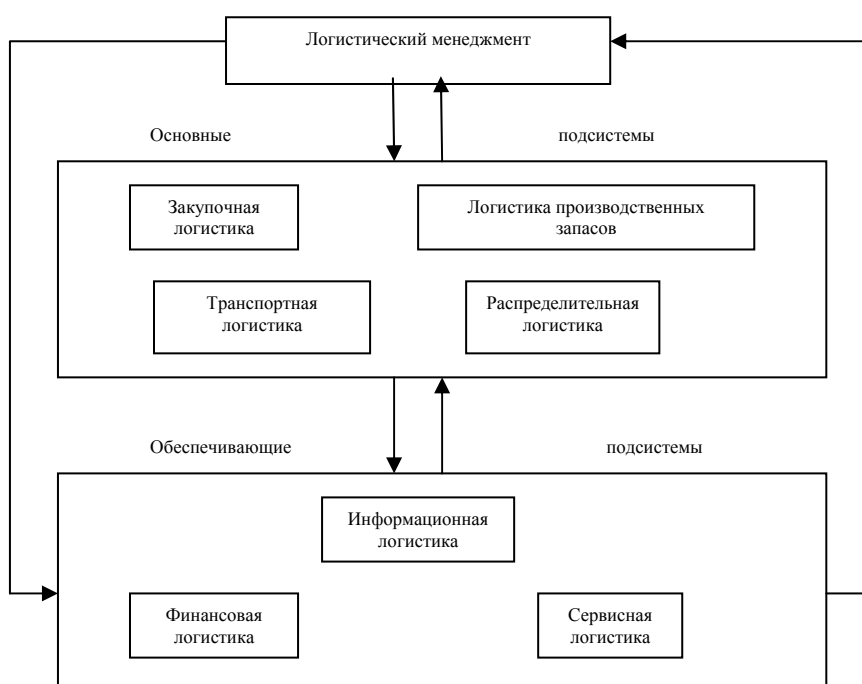 Логистический менеджмент
Основные подсистемы
Закупочная
логистика
Логистика производственных
запасов
Транспортная
логистика
Распределительная
логистика
Обеспечивающие подсистемы
Информационная
логистика
Финансовая
логистика
Сервисная
логистика